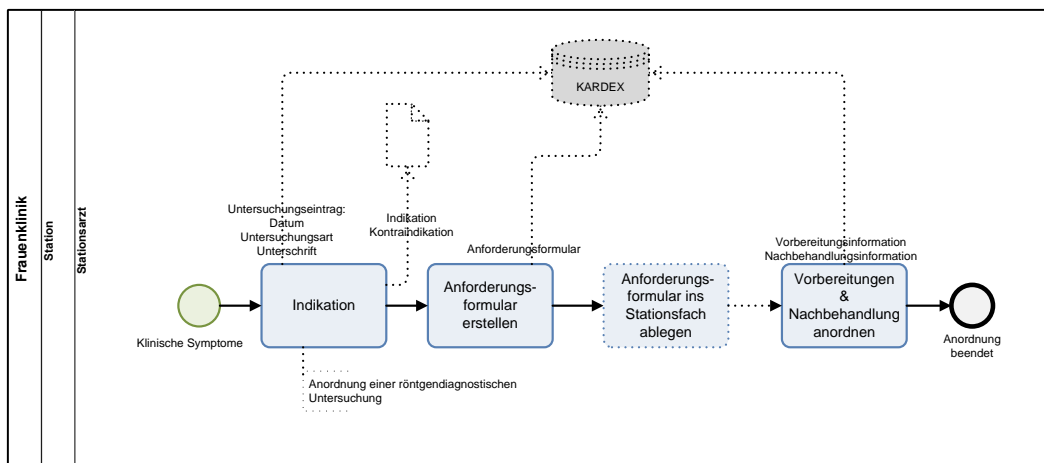 Frauenklinik
Station
Stationsarzt
KARDEX
Untersuchungseintrag:
Datum
Untersuchungsart
Unterschrift
Indikation
Kontraindikation
Anforderungsformular
Vorbereitungsinformation
Nachbehandlungsinformation
Klinische Symptome
Indikation
Anforderungs-
formular
erstellen
Anforderungs-
formular ins
Stationsfach
ablegen
Vorbereitungen
&
Nachbehandlung
anordnen
Anordnung
beendet
Anordnung einer röntgendiagnostischen
Untersuchung